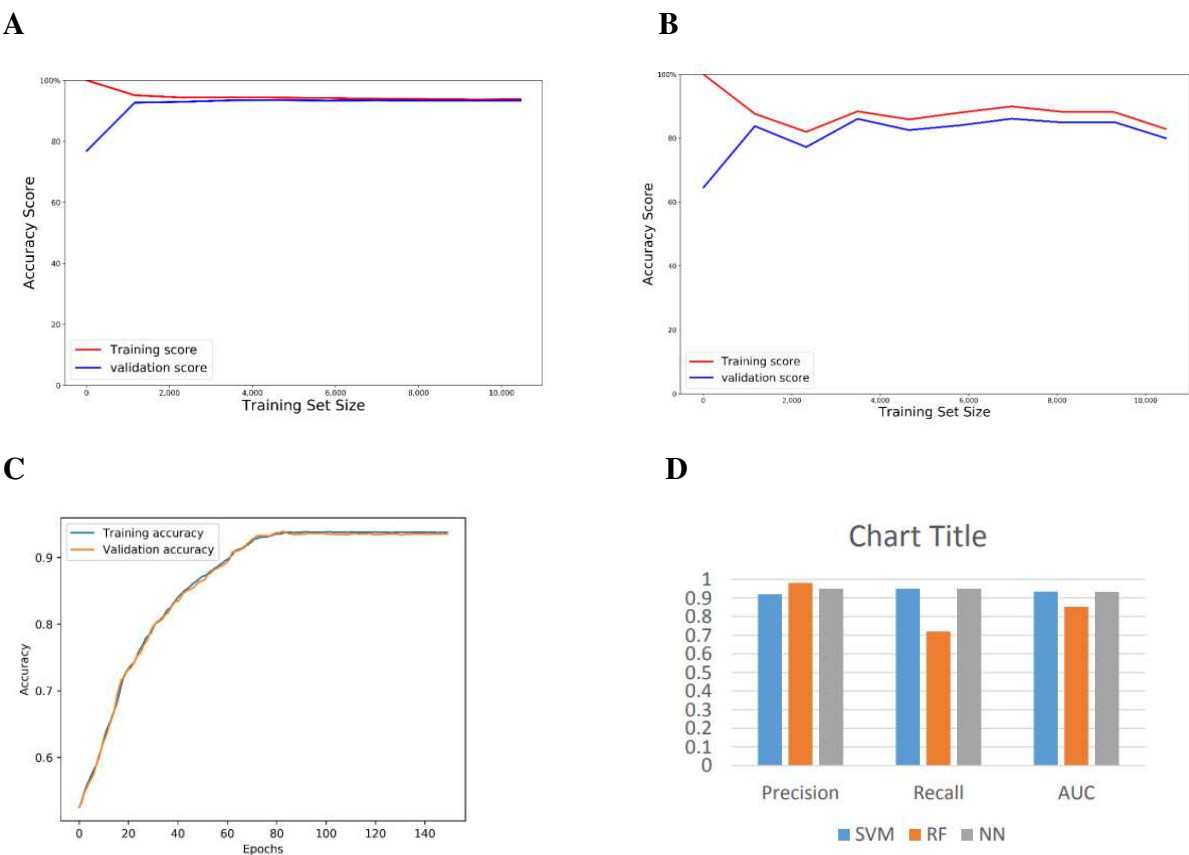 A
100%
80
60
40
20
0
Accuracy Score
Training score
validation score
0 2,000 4,000 6,000 8,000 10,000
Training Set Size
B
100%
80
60
40
20
0
Accuracy Score
Training score
validation score
0 2,000 4,000 6,000 8,000 10,000
Training Set Size
C
Training accuracy
Validation accuracy
0.9
0.8
0.7
0.6
Accuracy
0 20 40 60 80 100 120 140
Epochs
D
Chart Title
1
0.9
0.8
0.7
0.6
0.5
0.4
0.3
0.2
0.1
0
Precision Recall AUC
SVM RF NN